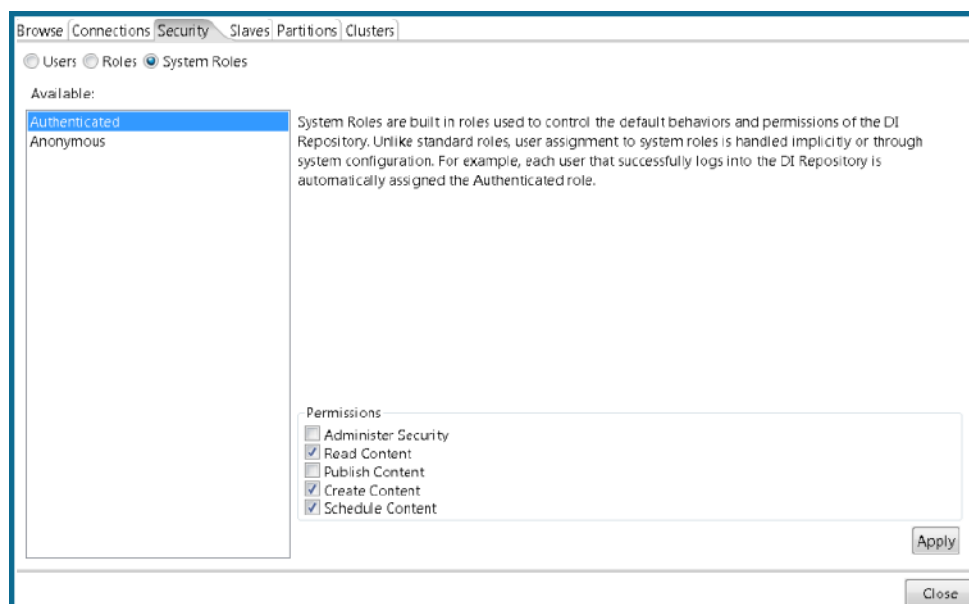 Browse Connections Security Slaves Partitions Clusters
Users Roles System Roles
Available:
Authenticated
Anonymous
System Roles are built in roles used to control the default behaviors and permissions of the DI
Repository. Unlike standard roles, user assignment to system roles is handled implicitly or through
system configuration. For example, each user that successfully logs into the DI Repository is
automatically assigned the Authenticated role.
Permissions
Administer Security
Read Content
Publish Content
Create Content
Schedule Content
Apply
Close